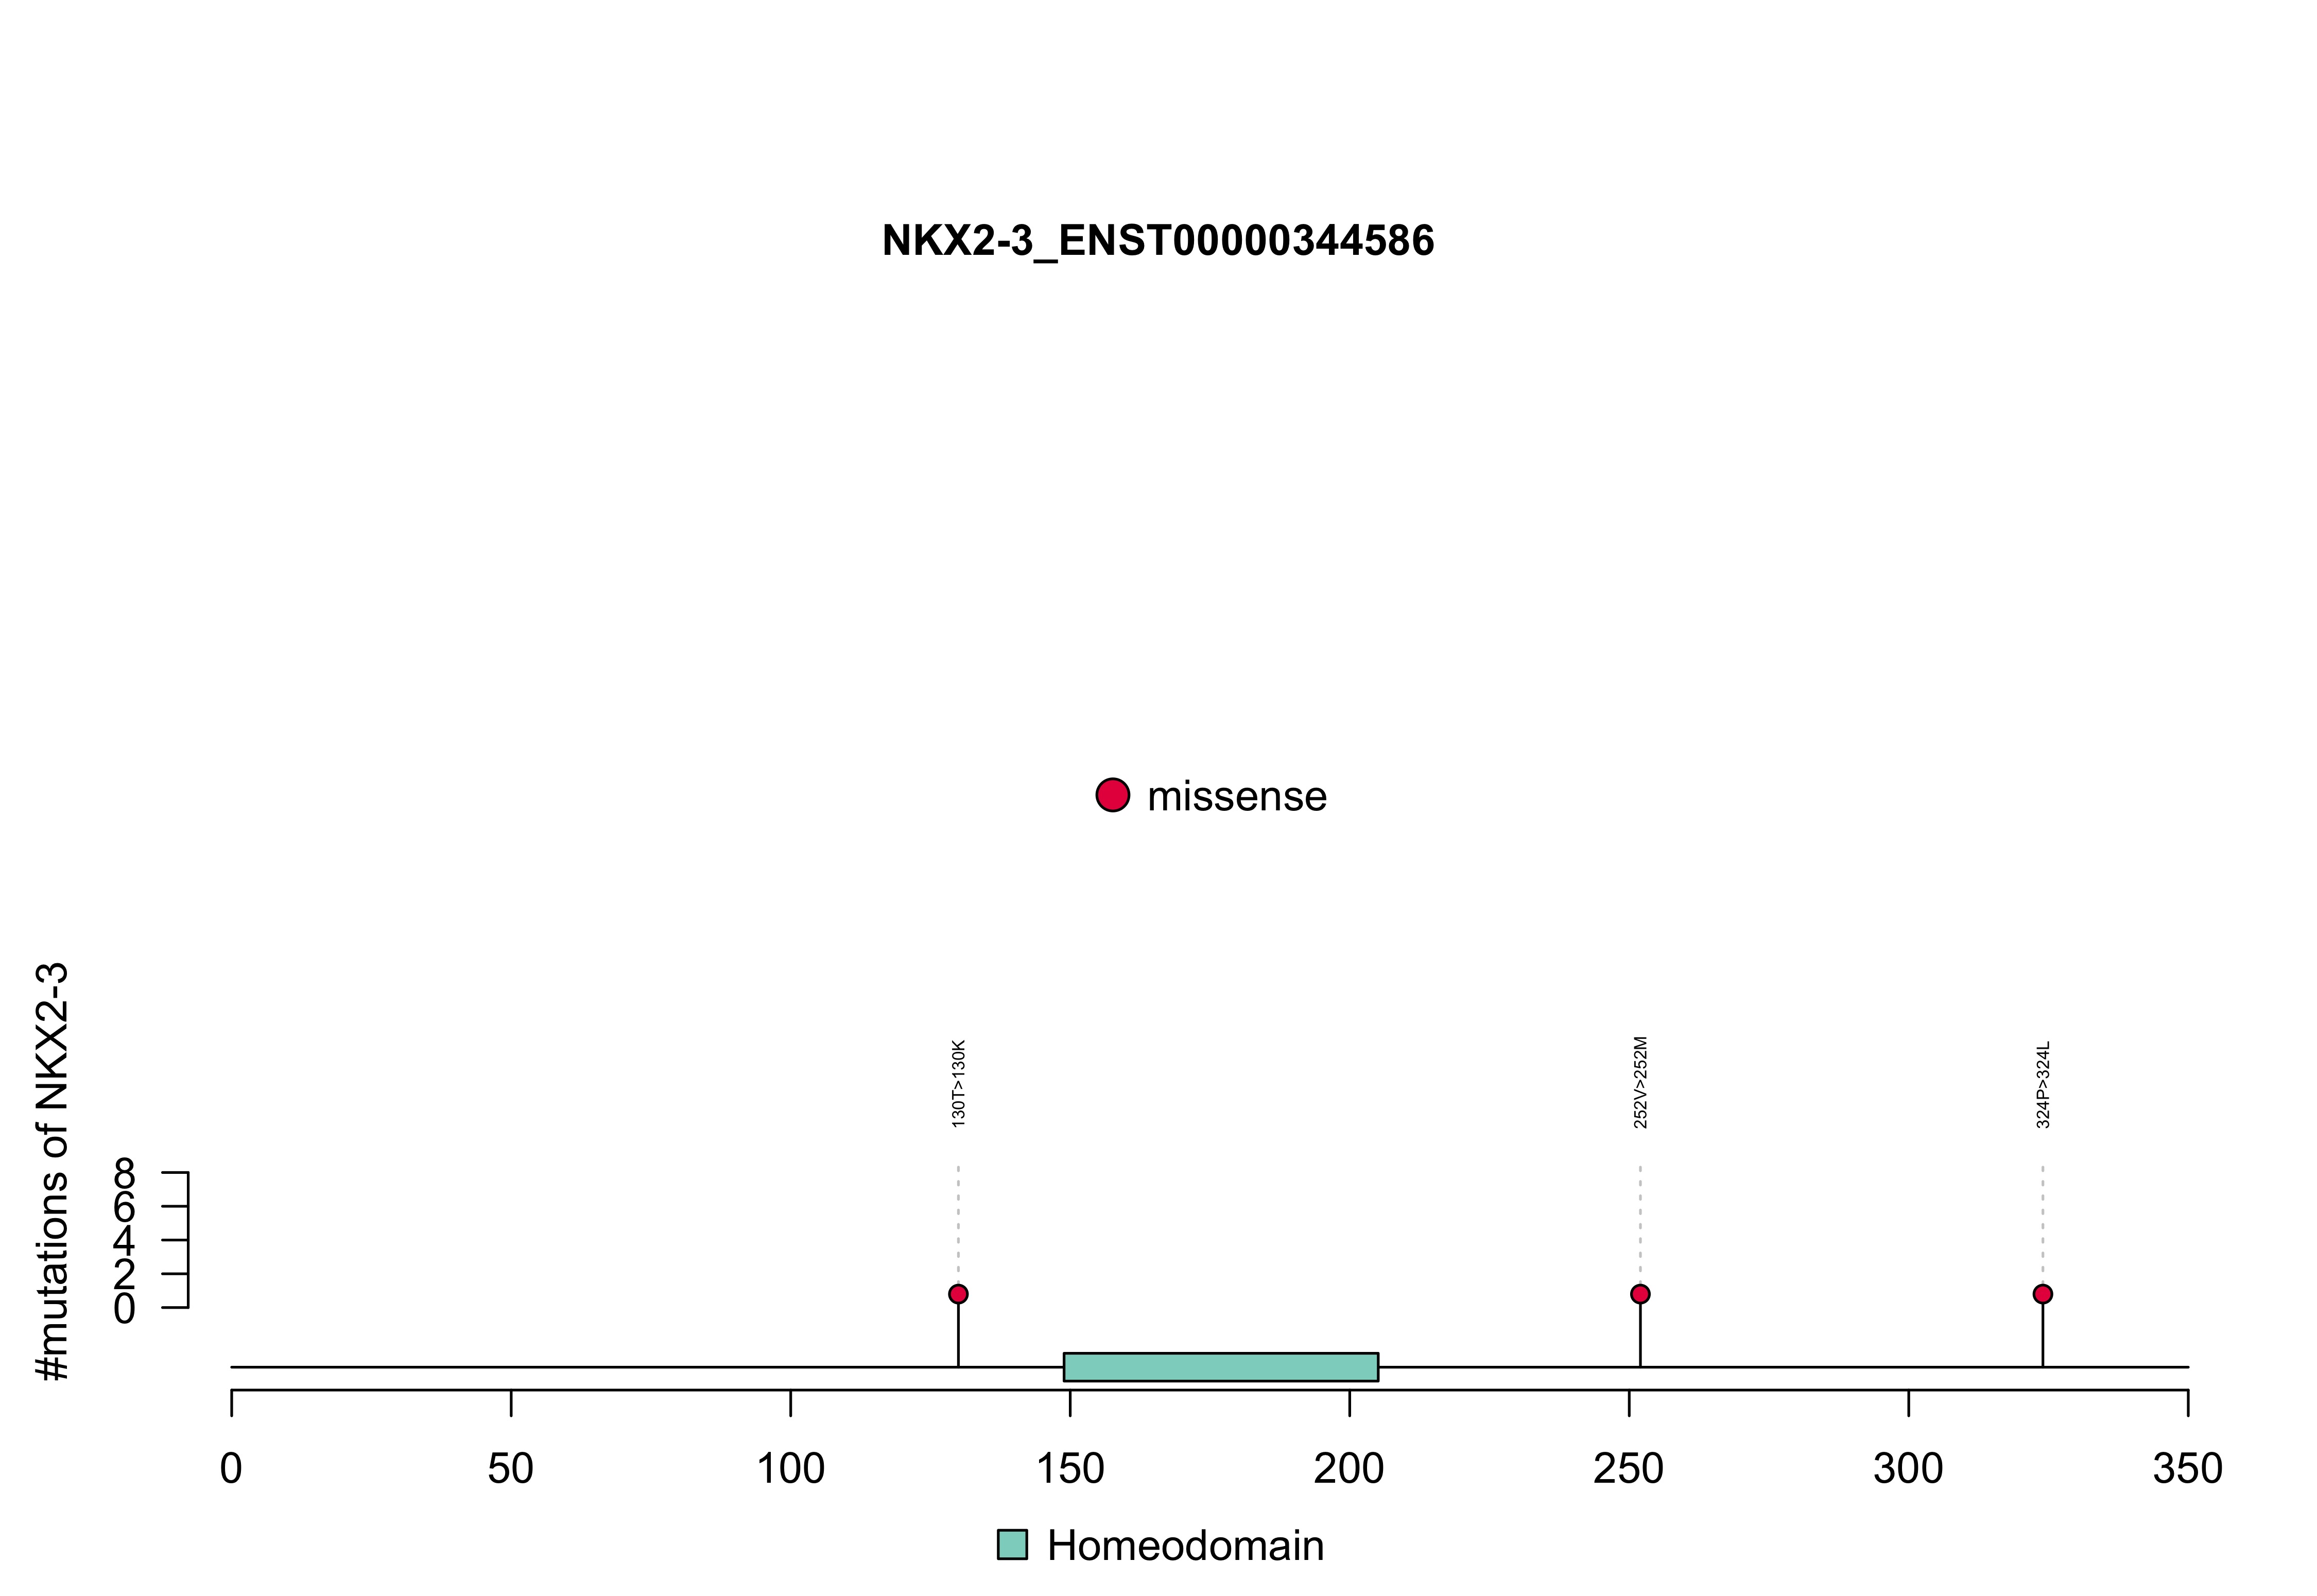 NKX2-3_ENST00000344586
missense
#mutations of NKX2-3
130T>130K
252V>252M
324P>324L
8
6
4
2
0
0 50 100 150 200 250 300 350
Homeodomain